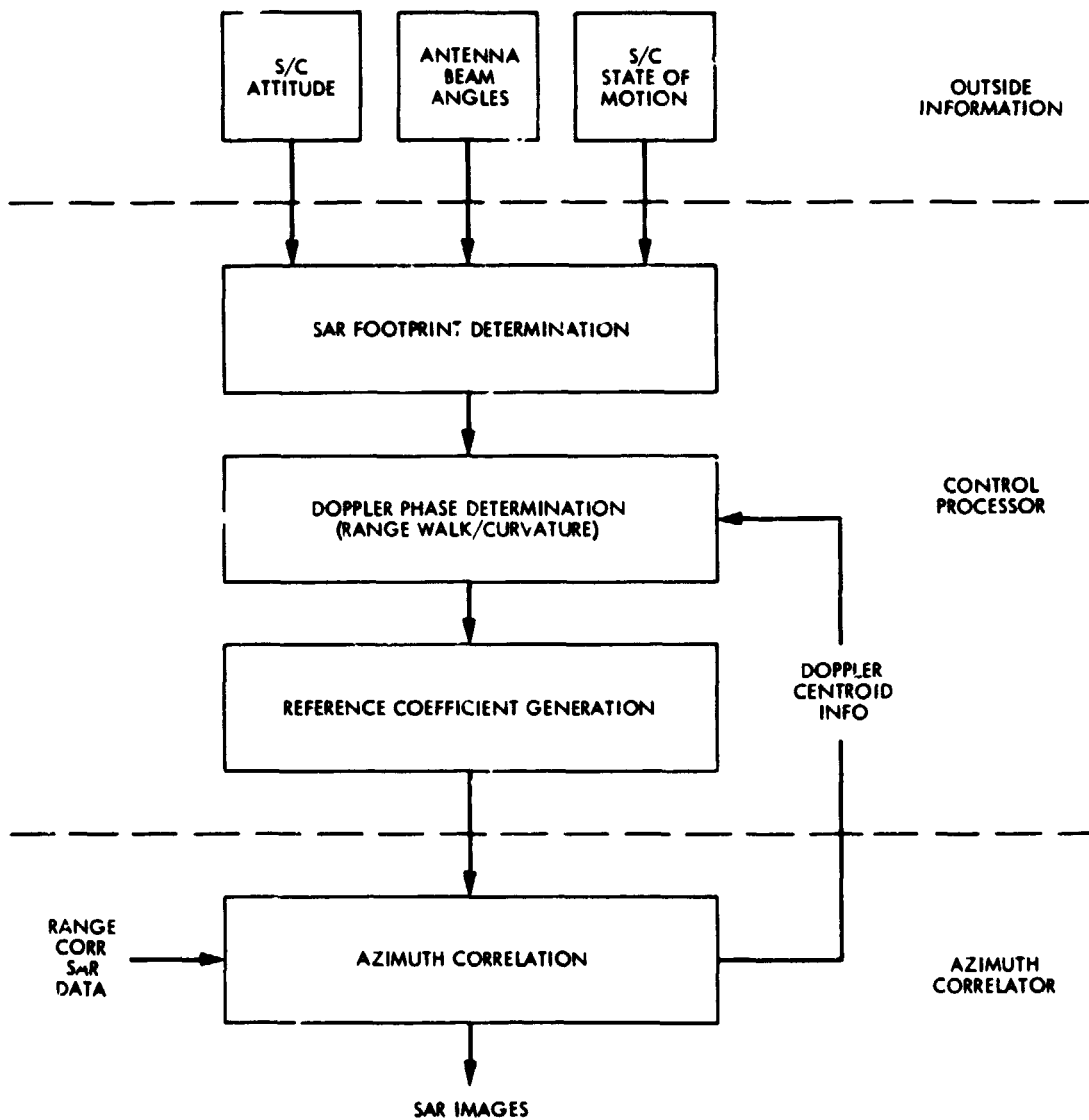 S/C
ATTITUDE
ANTENNA
BEAM
ANGLES
S/C
STATE OF
MOTION
OUTSIDE
INFORMATION
SAR FOOTPRINT DETERMINATION
DOPPLER PHASE DETERMINATION
(RANGE WALK/CURVATURE)
CONTROL
PROCESSOR
REFERENCE COEFFICIENT GENERATION
DOPPLER
CENTROID
INFO
RANGE
CORR
SAR
DATA
AZIMUTH CORRELATION
AZIMUTH
CORRELATOR
SAR IMAGES